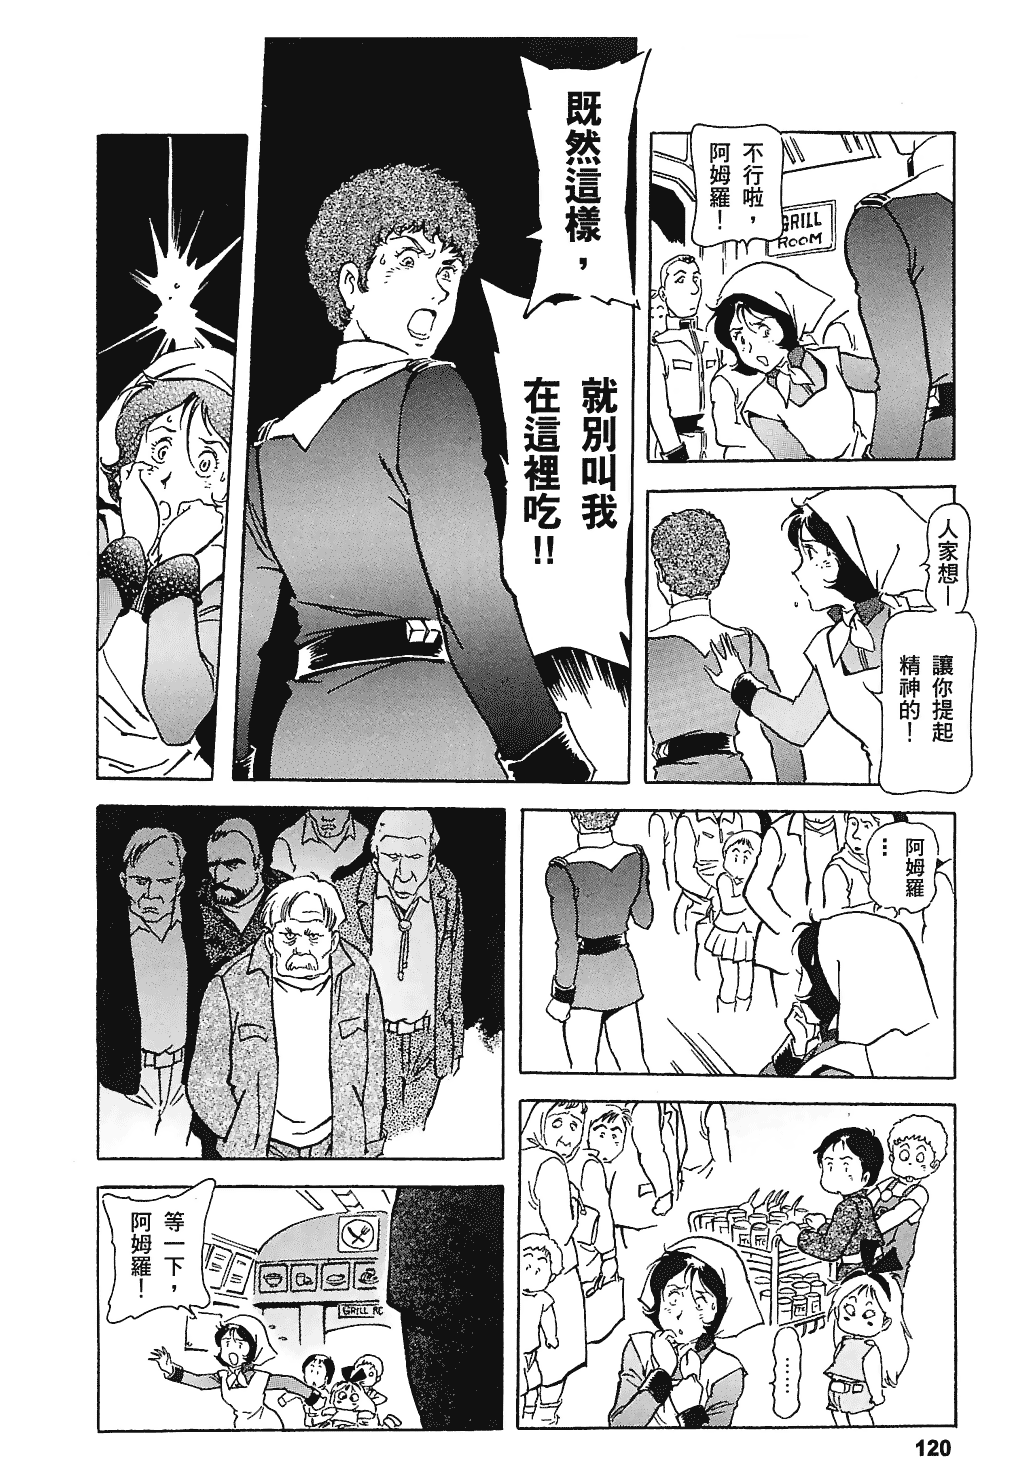 不行啦，
阿姆羅！
GRILL
ROOM
人家想—
讓你提起
精神的！
既然這樣，
就別叫我
在這裡吃!!
阿姆羅
…
……
等一下，
阿姆羅！
GRILL RO
120